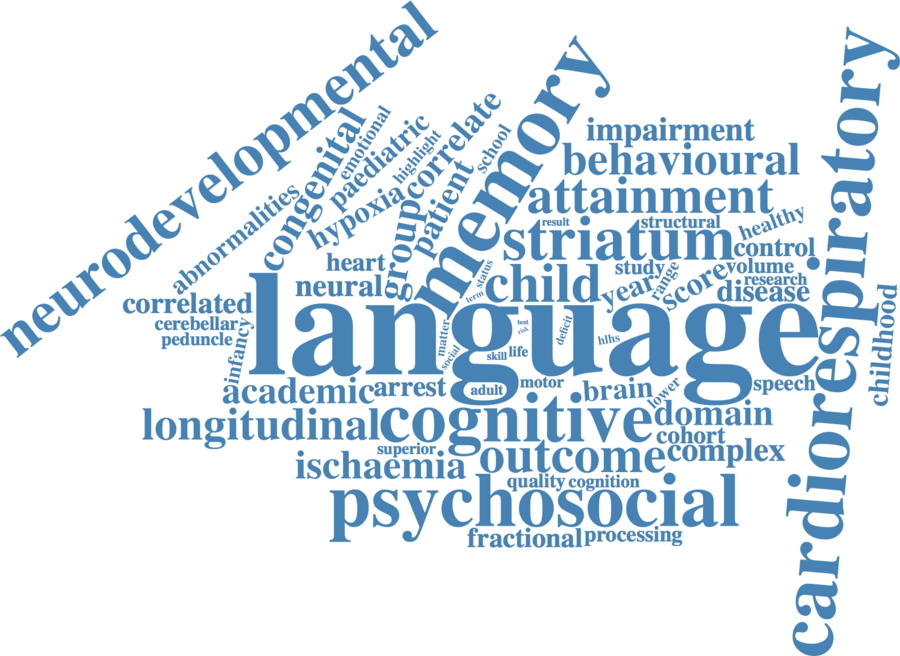 neurodevelopmental
memory
cardiorespiratory
congenital
emotional
paediatric
highlight
correlate
school
abnormalities
hypoxia
group
patient
impairment
behavioural
attainment
result
structural
healthy
striatum
control
heart
neural
status
term
child
study
year
range
score
volume
research
disease
correlated
cerebellar
peduncle
infancy
language
matter
social
test
risk
skill
life
deficit
hlhs
childhood
academic
arrest
adult
motor
brain
lower
speech
longitudinal
cognitive
domain
cohort
superior
ischaemia
outcome
complex
quality
cognition
psychosocial
fractional
processing